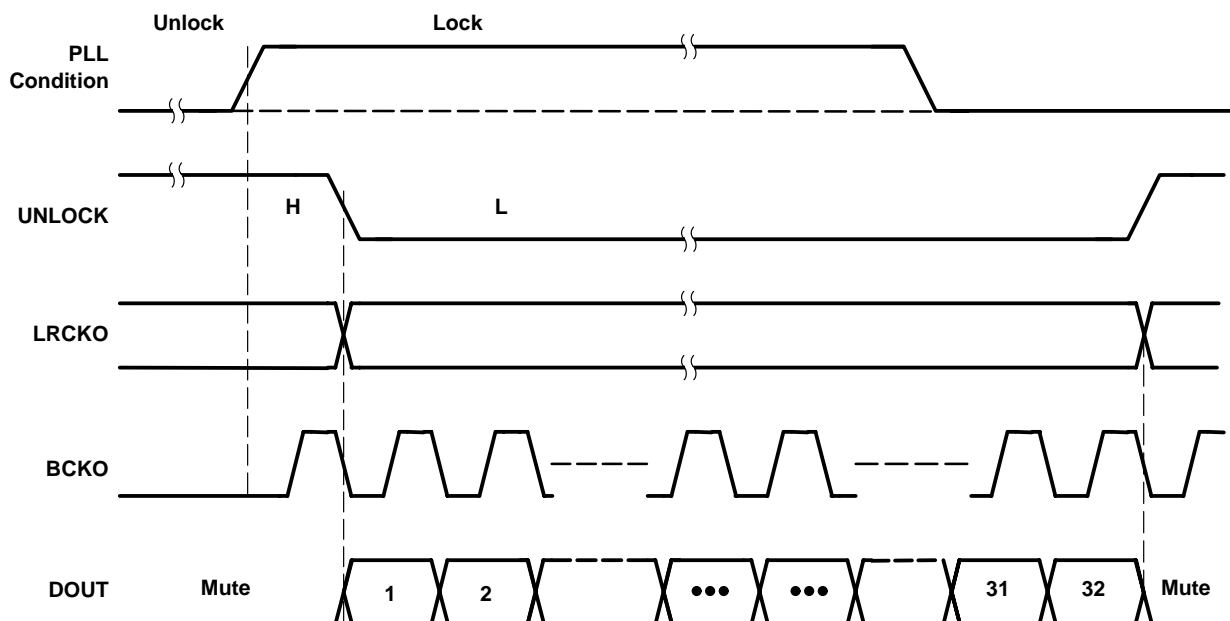 Unlock
Lock
PLL
Condition
H
L
UNLOCK
LRCKO
BCKO
DOUT
Mute
1
2
•••
•••
31
32
Mute